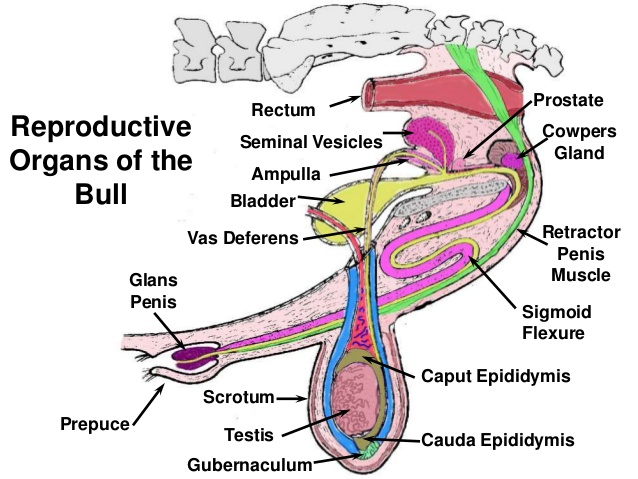 Reproductive
Organs of the
Bull
Rectum
Prostate
Seminal Vesicles
Cowpers
Gland
Ampulla
Bladder
Vas Deferens
Retractor
Penis
Muscle
Glans
Penis
Sigmoid
Flexure
Caput Epididymis
Scrotum
Prepuce
Testis
Cauda Epididymis
Gubernaculum